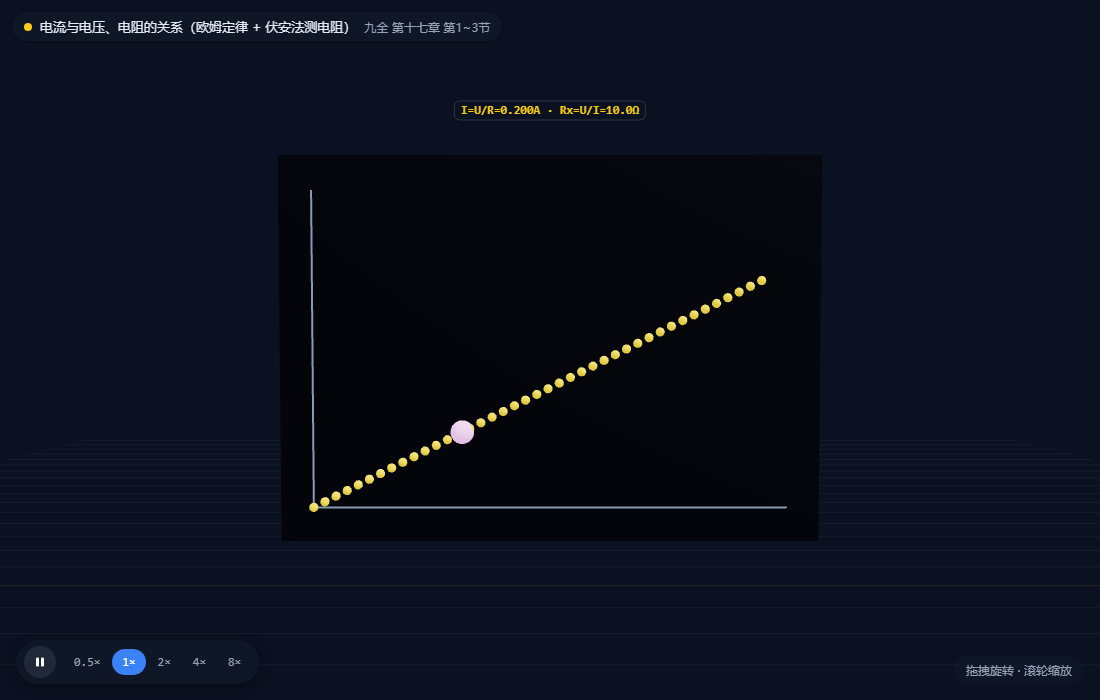 电流与电压、电阻的关系（欧姆定律 + 伏安法测电阻） 九全 第十七章 第1~3节
I=U/R=0.200A · Rx=U/I=10.0Ω
0.5× 1× 2× 4× 8×
拖拽旋转 · 滚轮缩放